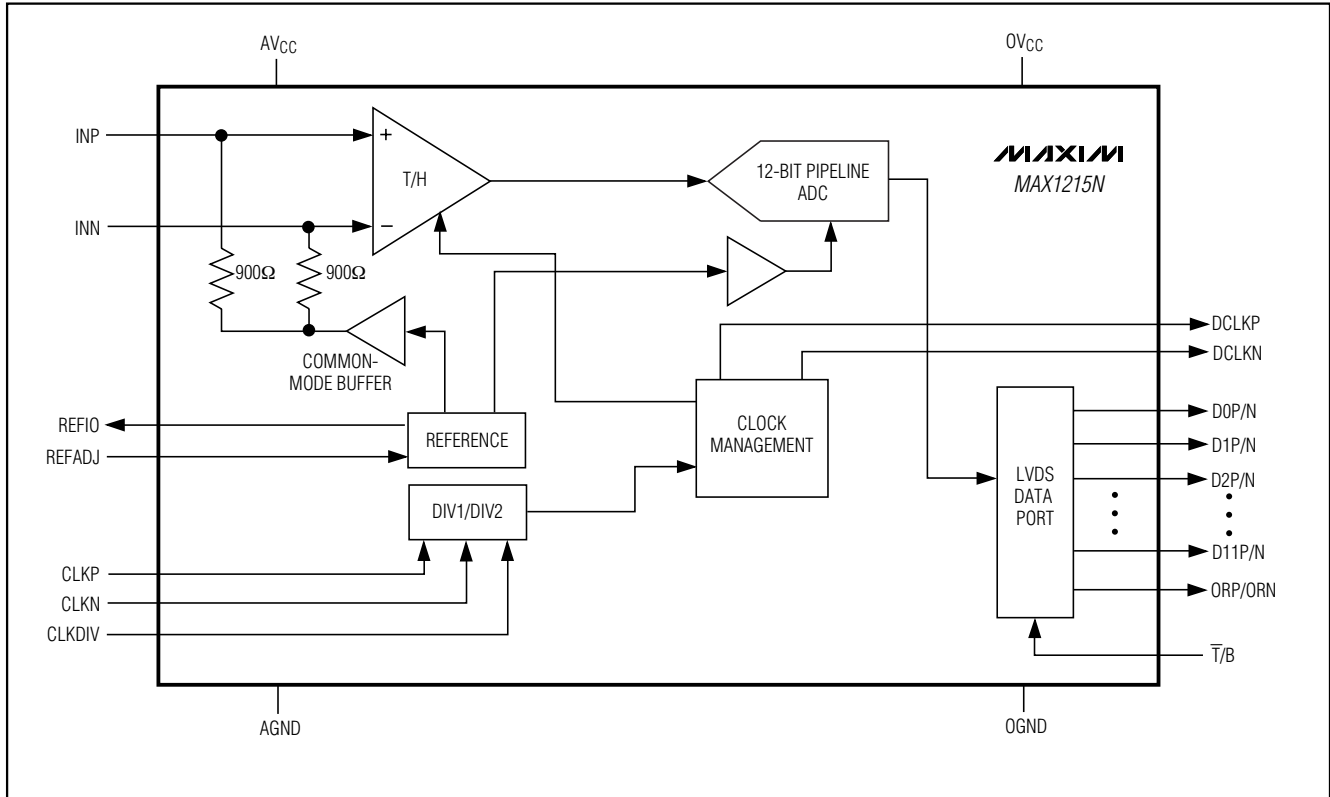 AVCC
OVCC
INP
+
T/H
12-BIT PIPELINE
ADC
MAXIM
MAX1215N
INN
−
900Ω
900Ω
COMMON-
MODE BUFFER
DCLKP
DCLKN
REFIO
REFADJ
REFERENCE
CLOCK
MANAGEMENT
DIV1/DIV2
LVDS
DATA
PORT
D0P/N
D1P/N
D2P/N
D11P/N
ORP/ORN
CLKP
CLKN
CLKDIV
T̅/B
AGND
OGND